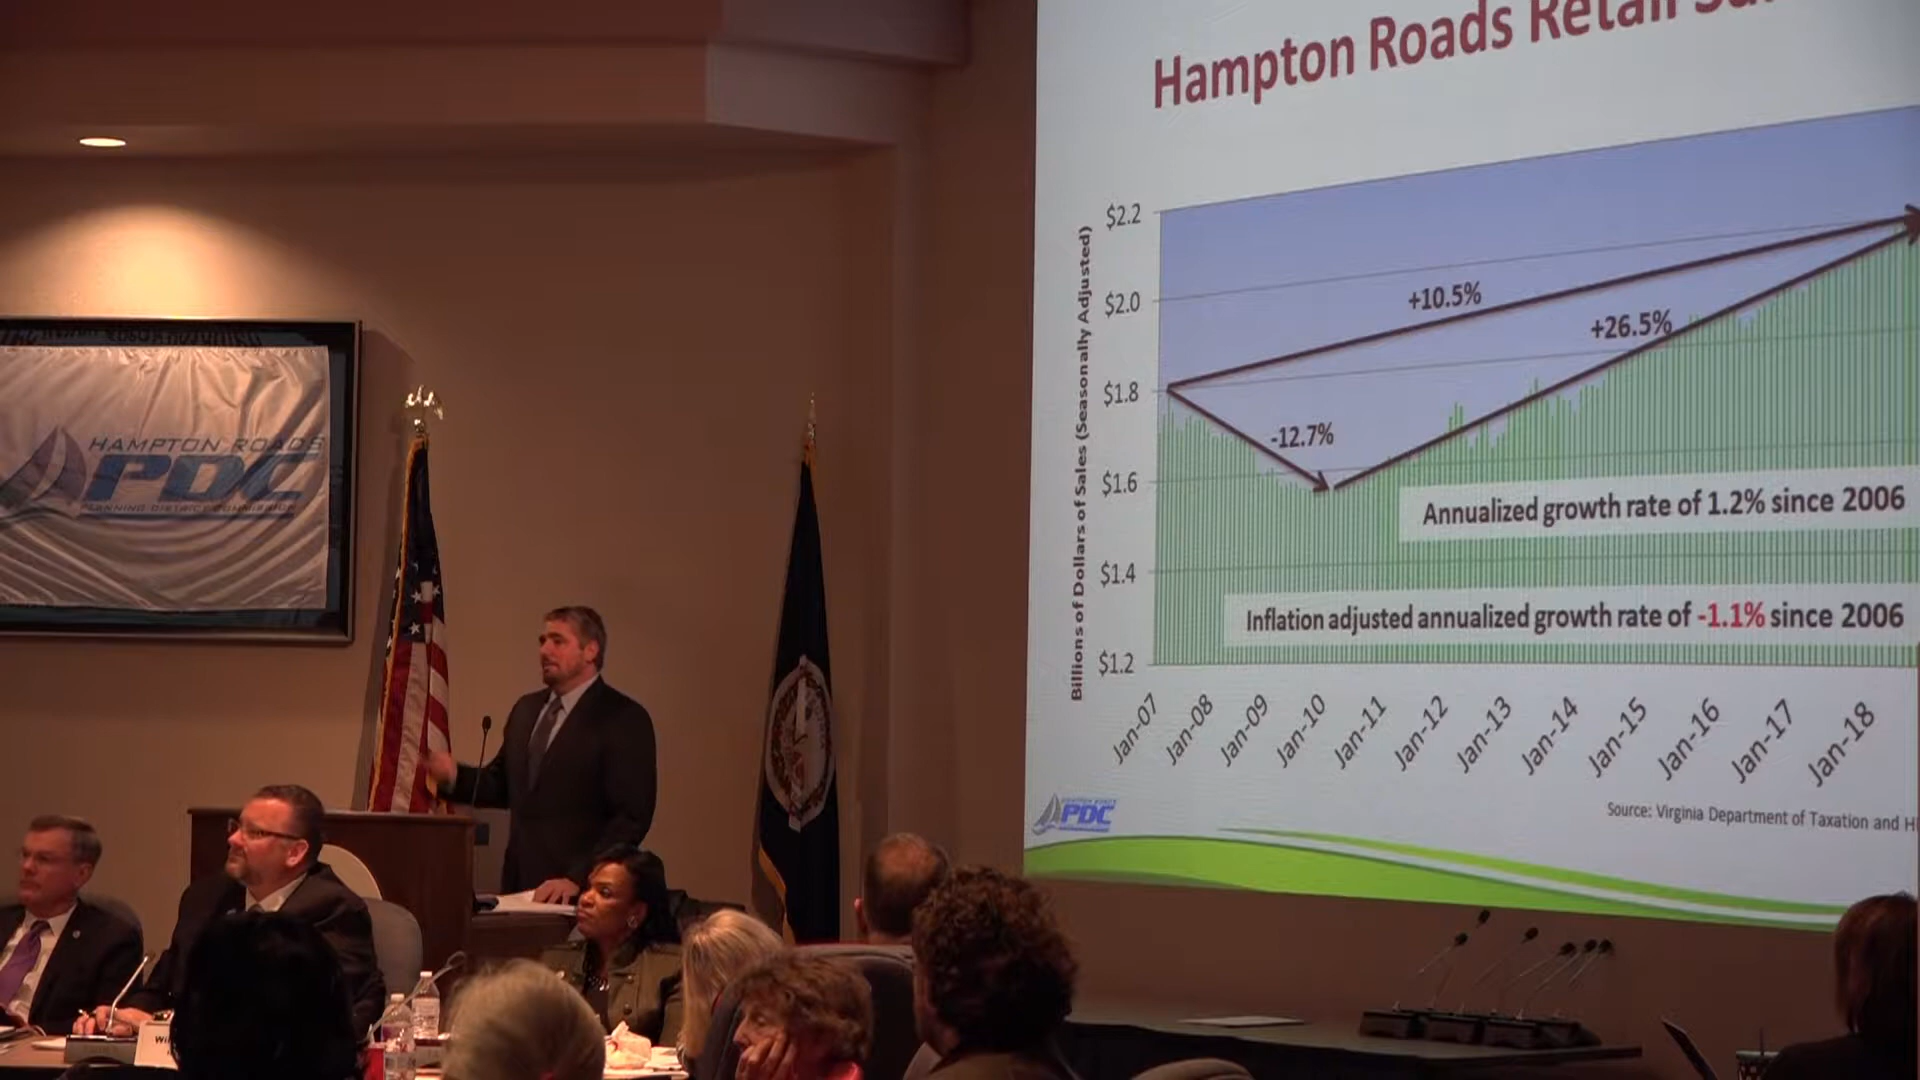 Hampton Roads Retail
$2.2
$2.0
$1.8
$1.6
$1.4
$1.2
Billions of Dollars of Sales (Seasonally Adjusted)
+10.5%
+26.5%
-12.7%
Annualized growth rate of 1.2% since 2006
Inflation adjusted annualized growth rate of -1.1% since 2006
Jan-07
Jan-08
Jan-09
Jan-10
Jan-11
Jan-12
Jan-13
Jan-14
Jan-15
Jan-16
Jan-17
Jan-18
Source: Virginia Department of Taxation and
PDC
HAMPTON ROADS
PDC
PLANNING DISTRICT COMMISSION